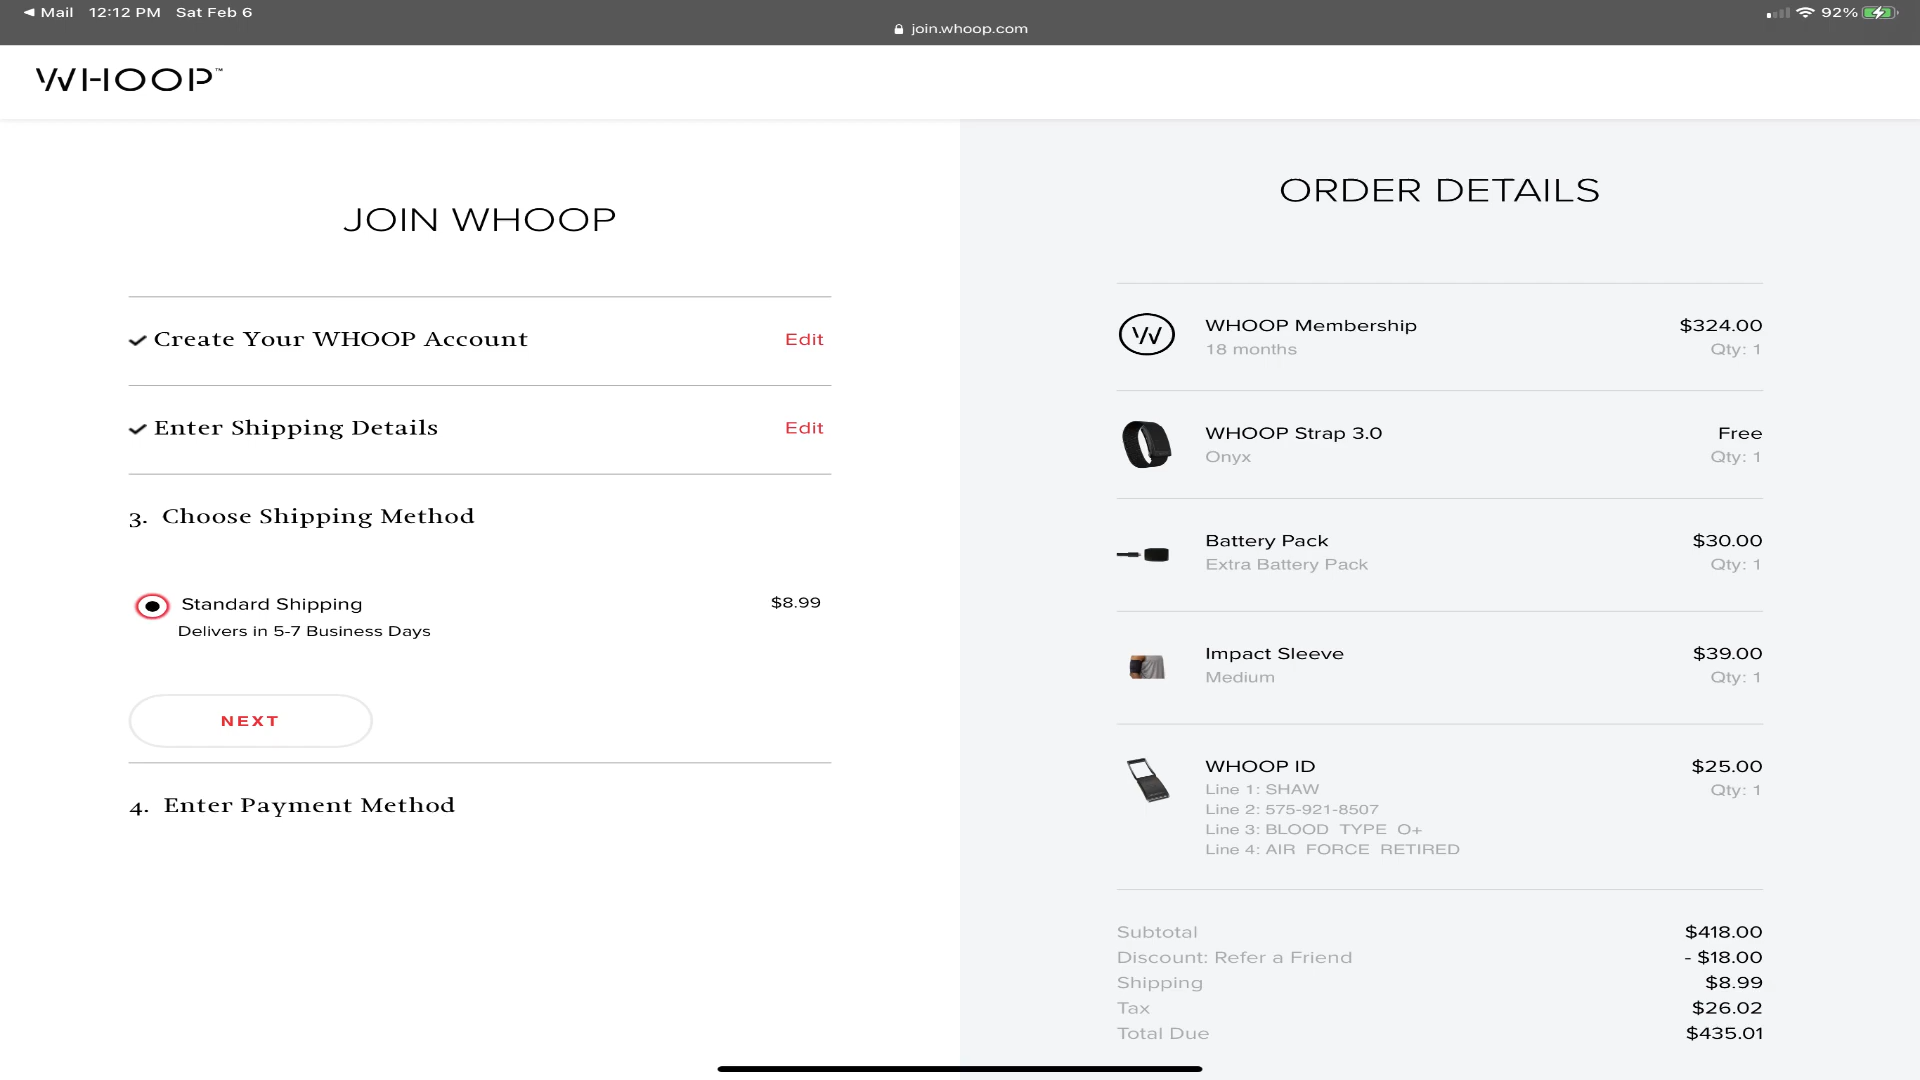 Mail 12:12 PM Sat Feb 6
92%
join.whoop.com
WHOOP™
JOIN WHOOP
Create Your WHOOP Account Edit
Enter Shipping Details Edit
3. Choose Shipping Method
Standard Shipping $8.99
Delivers in 5-7 Business Days
NEXT
4. Enter Payment Method
ORDER DETAILS
WHOOP Membership $324.00
18 months Qty: 1
WHOOP Strap 3.0 Free
Onyx Qty: 1
Battery Pack $30.00
Extra Battery Pack Qty: 1
Impact Sleeve $39.00
Medium Qty: 1
WHOOP ID $25.00
Line 1: SHAW Qty: 1
Line 2: 575-921-8507
Line 3: BLOOD TYPE O+
Line 4: AIR FORCE RETIRED
Subtotal $418.00
Discount: Refer a Friend - $18.00
Shipping $8.99
Tax $26.02
Total Due $435.01